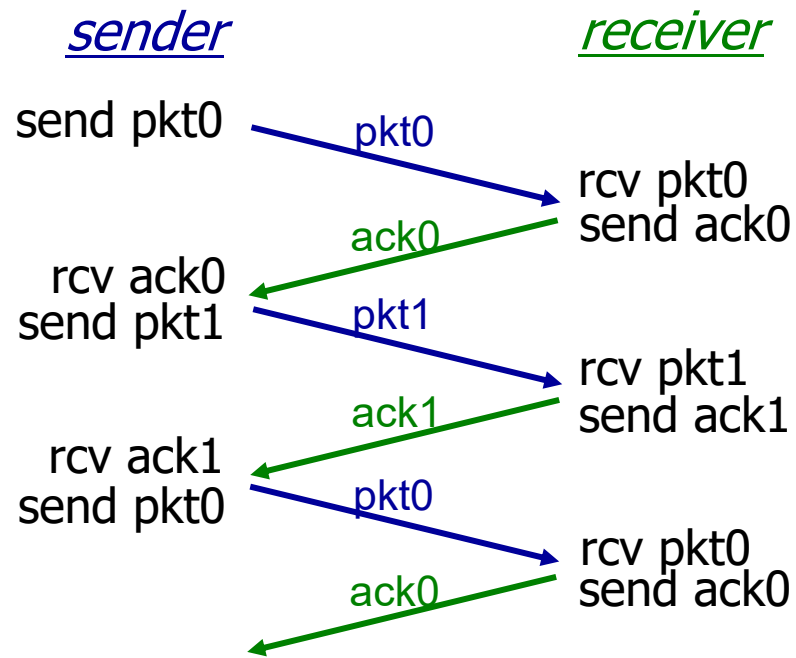 sender
receiver
send pkt0
pkt0
rcv pkt0
send ack0
ack0
rcv ack0
send pkt1
pkt1
rcv pkt1
send ack1
ack1
rcv ack1
send pkt0
pkt0
rcv pkt0
send ack0
ack0